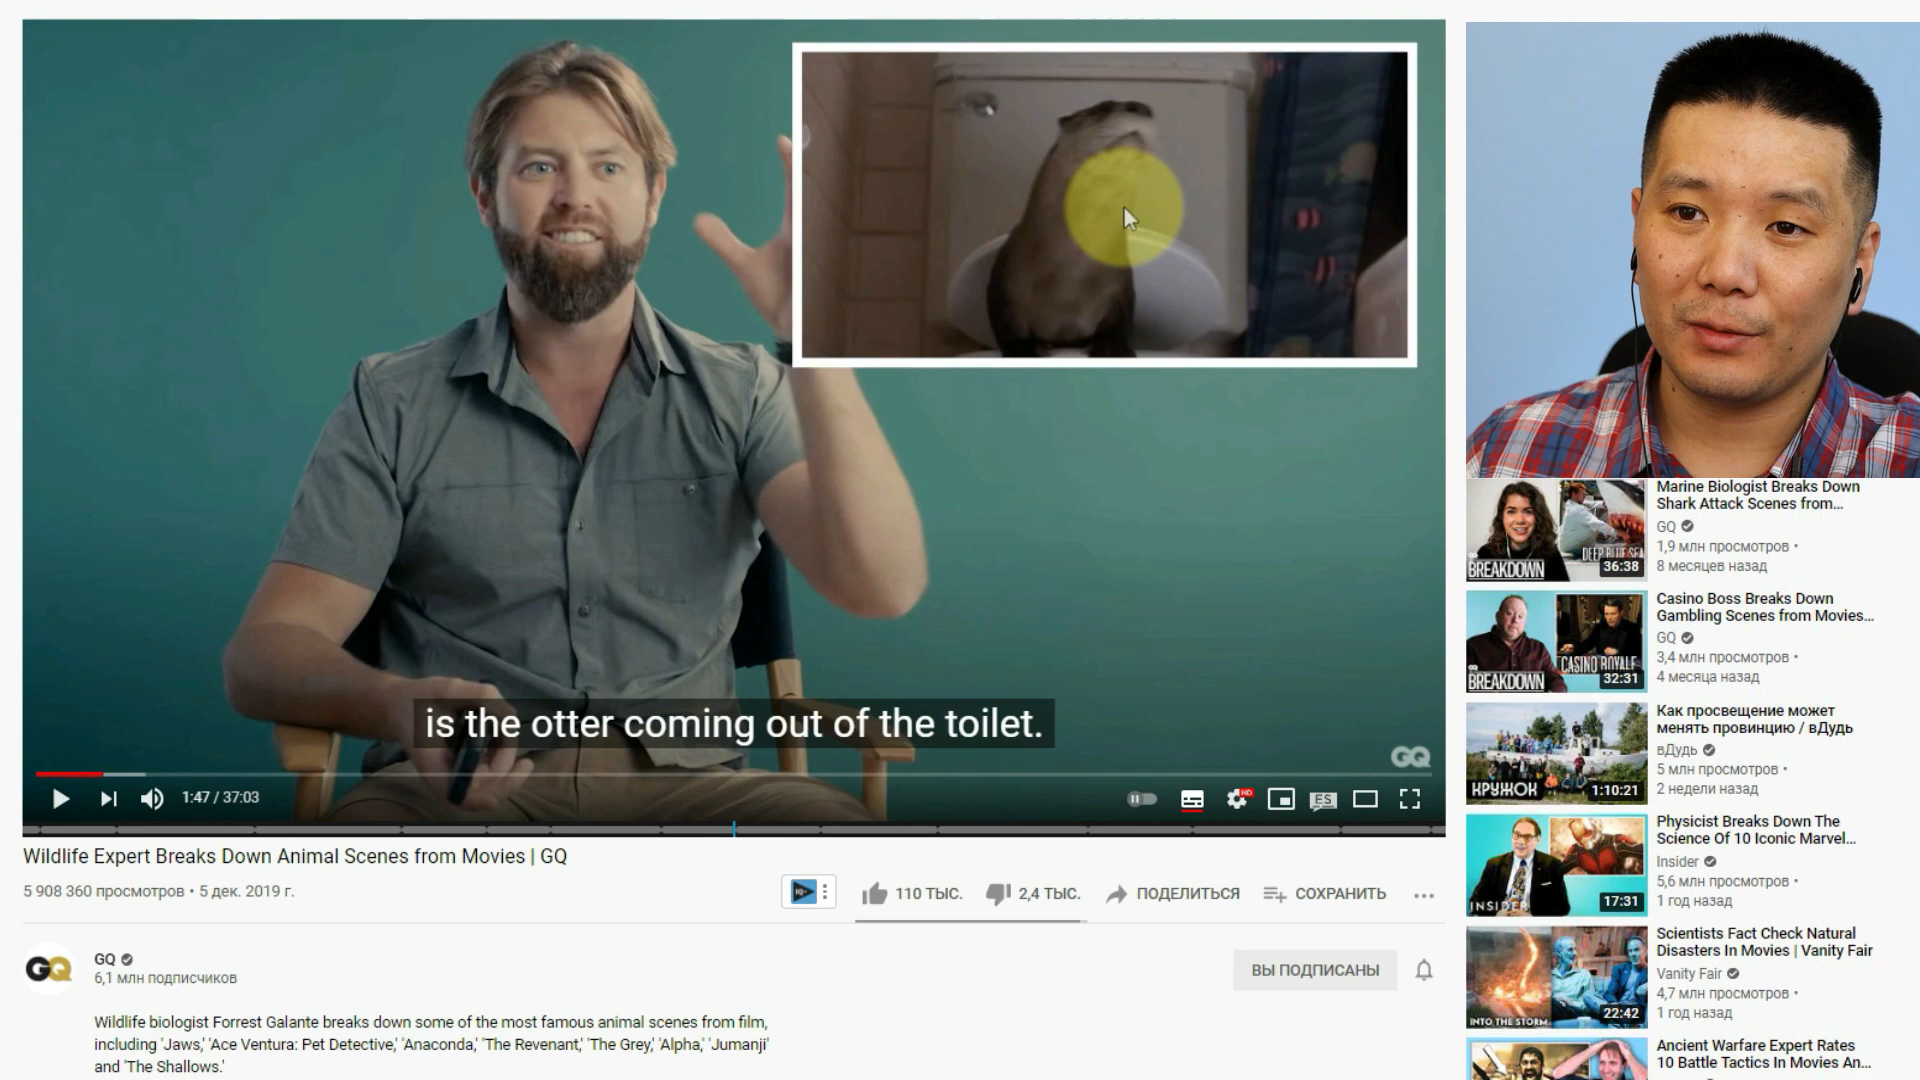 is the otter coming out of the toilet.
GQ
1:47 / 37:03
HD
ES
Wildlife Expert Breaks Down Animal Scenes from Movies | GQ
5 908 360 просмотров • 5 дек. 2019 г.
110 ТЫС.
2,4 ТЫС.
ПОДЕЛИТЬСЯ
СОХРАНИТЬ
GQ
GQ
6,1 млн подписчиков
ВЫ ПОДПИСАНЫ
Wildlife biologist Forrest Galante breaks down some of the most famous animal scenes from film,
including 'Jaws,' 'Ace Ventura: Pet Detective,' 'Anaconda,' 'The Revenant,' 'The Grey,' 'Alpha,' 'Jumanji'
and 'The Shallows.'
DEEP BLUE SEA
BREAKDOWN
36:38
Marine Biologist Breaks Down
Shark Attack Scenes from...
GQ
1,9 млн просмотров •
8 месяцев назад
CASINO ROYALE
BREAKDOWN
32:31
Casino Boss Breaks Down
Gambling Scenes from Movies...
GQ
3,4 млн просмотров •
4 месяца назад
КРУЖОК
1:10:21
Как просвещение может
менять провинцию / вДудь
вДудь
5 млн просмотров •
2 недели назад
INSIDER
17:31
Physicist Breaks Down The
Science Of 10 Iconic Marvel...
Insider
5,6 млн просмотров •
1 год назад
INTO THE STORM
22:42
Scientists Fact Check Natural
Disasters In Movies | Vanity Fair
Vanity Fair
4,7 млн просмотров •
1 год назад
Ancient Warfare Expert Rates
10 Battle Tactics In Movies An...